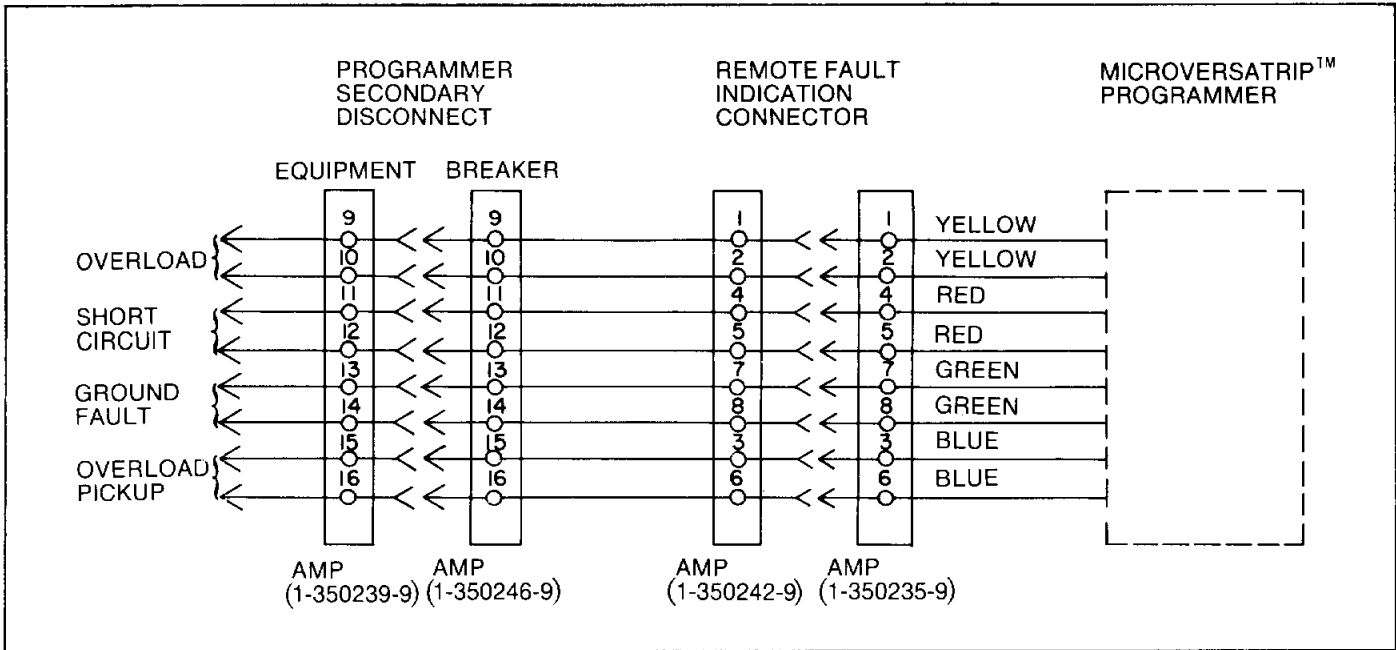 PROGRAMMER
SECONDARY
DISCONNECT
REMOTE FAULT
INDICATION
CONNECTOR
MICROVERSATRIP™
PROGRAMMER
EQUIPMENT BREAKER
9 9 1 1 YELLOW
OVERLOAD
10 10 2 2 YELLOW
11 11 4 4 RED
SHORT
CIRCUIT
12 12 5 5 RED
13 13 7 7 GREEN
GROUND
FAULT
14 14 8 8 GREEN
15 15 3 3 BLUE
OVERLOAD
PICKUP
16 16 6 6 BLUE
AMP
(1-350239-9)
AMP
(1-350246-9)
AMP
(1-350242-9)
AMP
(1-350235-9)